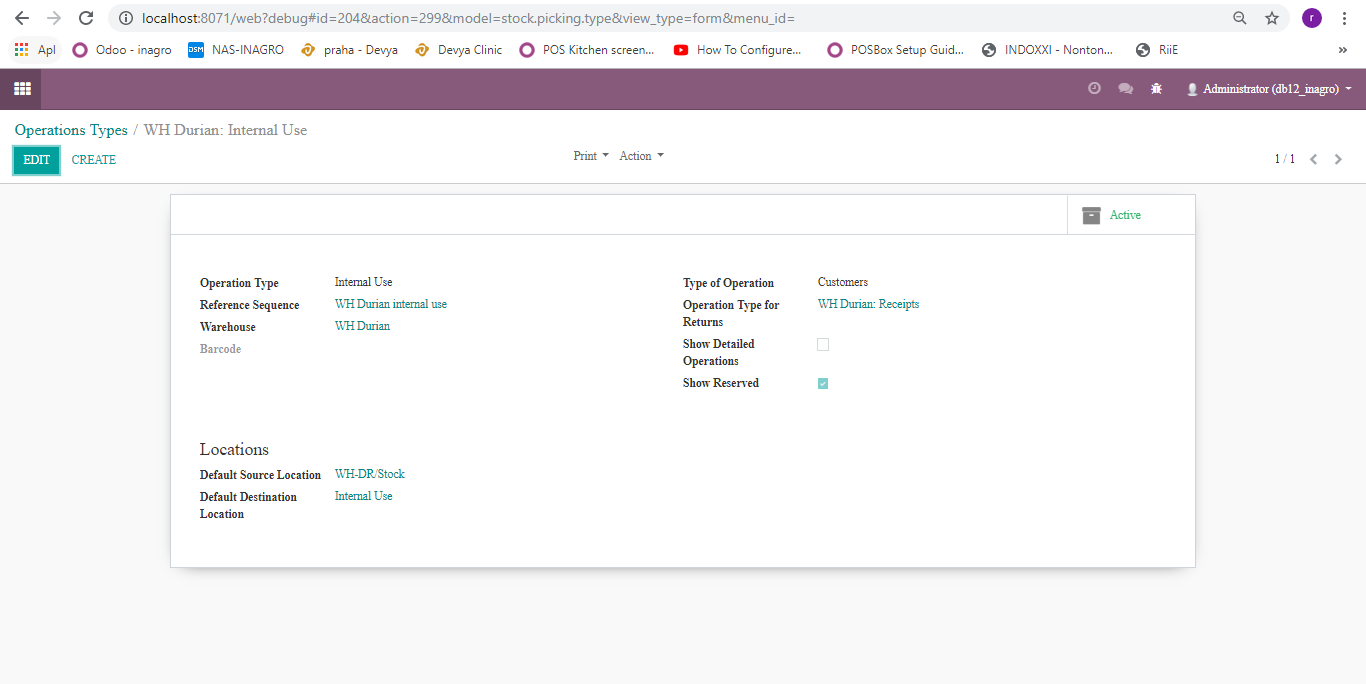 localhost:8071/web?debug#id=204&action=299&model=stock.picking.type&view_type=form&menu_id=
r
Apl Odoo - inagro DSM NAS-INAGRO praha - Devya Devya Clinic POS Kitchen screen... How To Configure... POSBox Setup Guid... INDOXXI - Nonton... RiiE »
Administrator (db12_inagro)
Operations Types / WH Durian: Internal Use
EDIT CREATE Print Action 1 / 1
Active
Operation Type Internal Use
Reference Sequence WH Durian internal use
Warehouse WH Durian
Barcode
Type of Operation Customers
Operation Type for WH Durian: Receipts
Returns
Show Detailed
Operations
Show Reserved
Locations
Default Source Location WH-DR/Stock
Default Destination Internal Use
Location